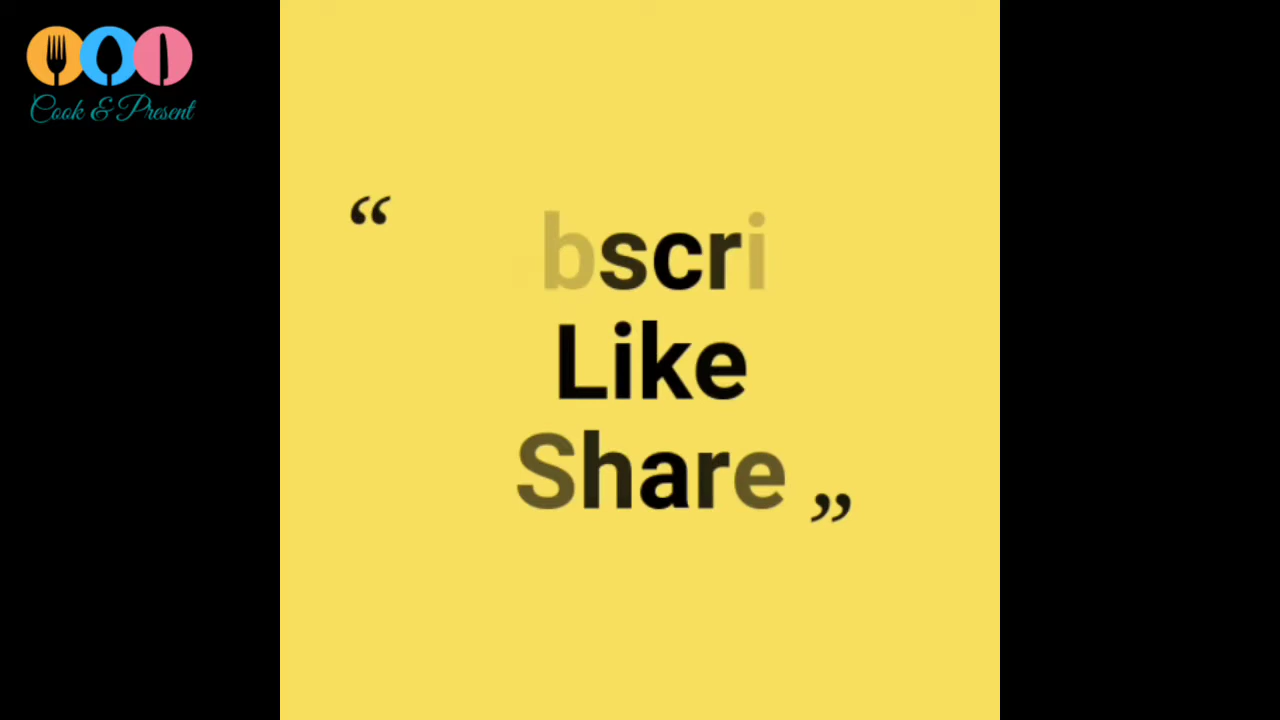 Cook & Present
“
bscri
Like
Share
”